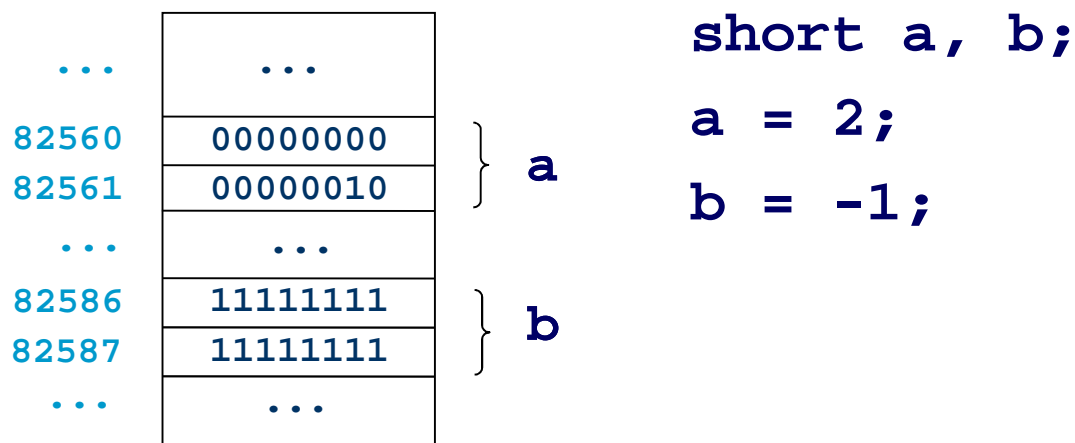 short a, b;
... ...
82560 00000000
a = 2;
a
82561 00000010
b = -1;
... ...
82586 11111111
b
82587 11111111
... ...